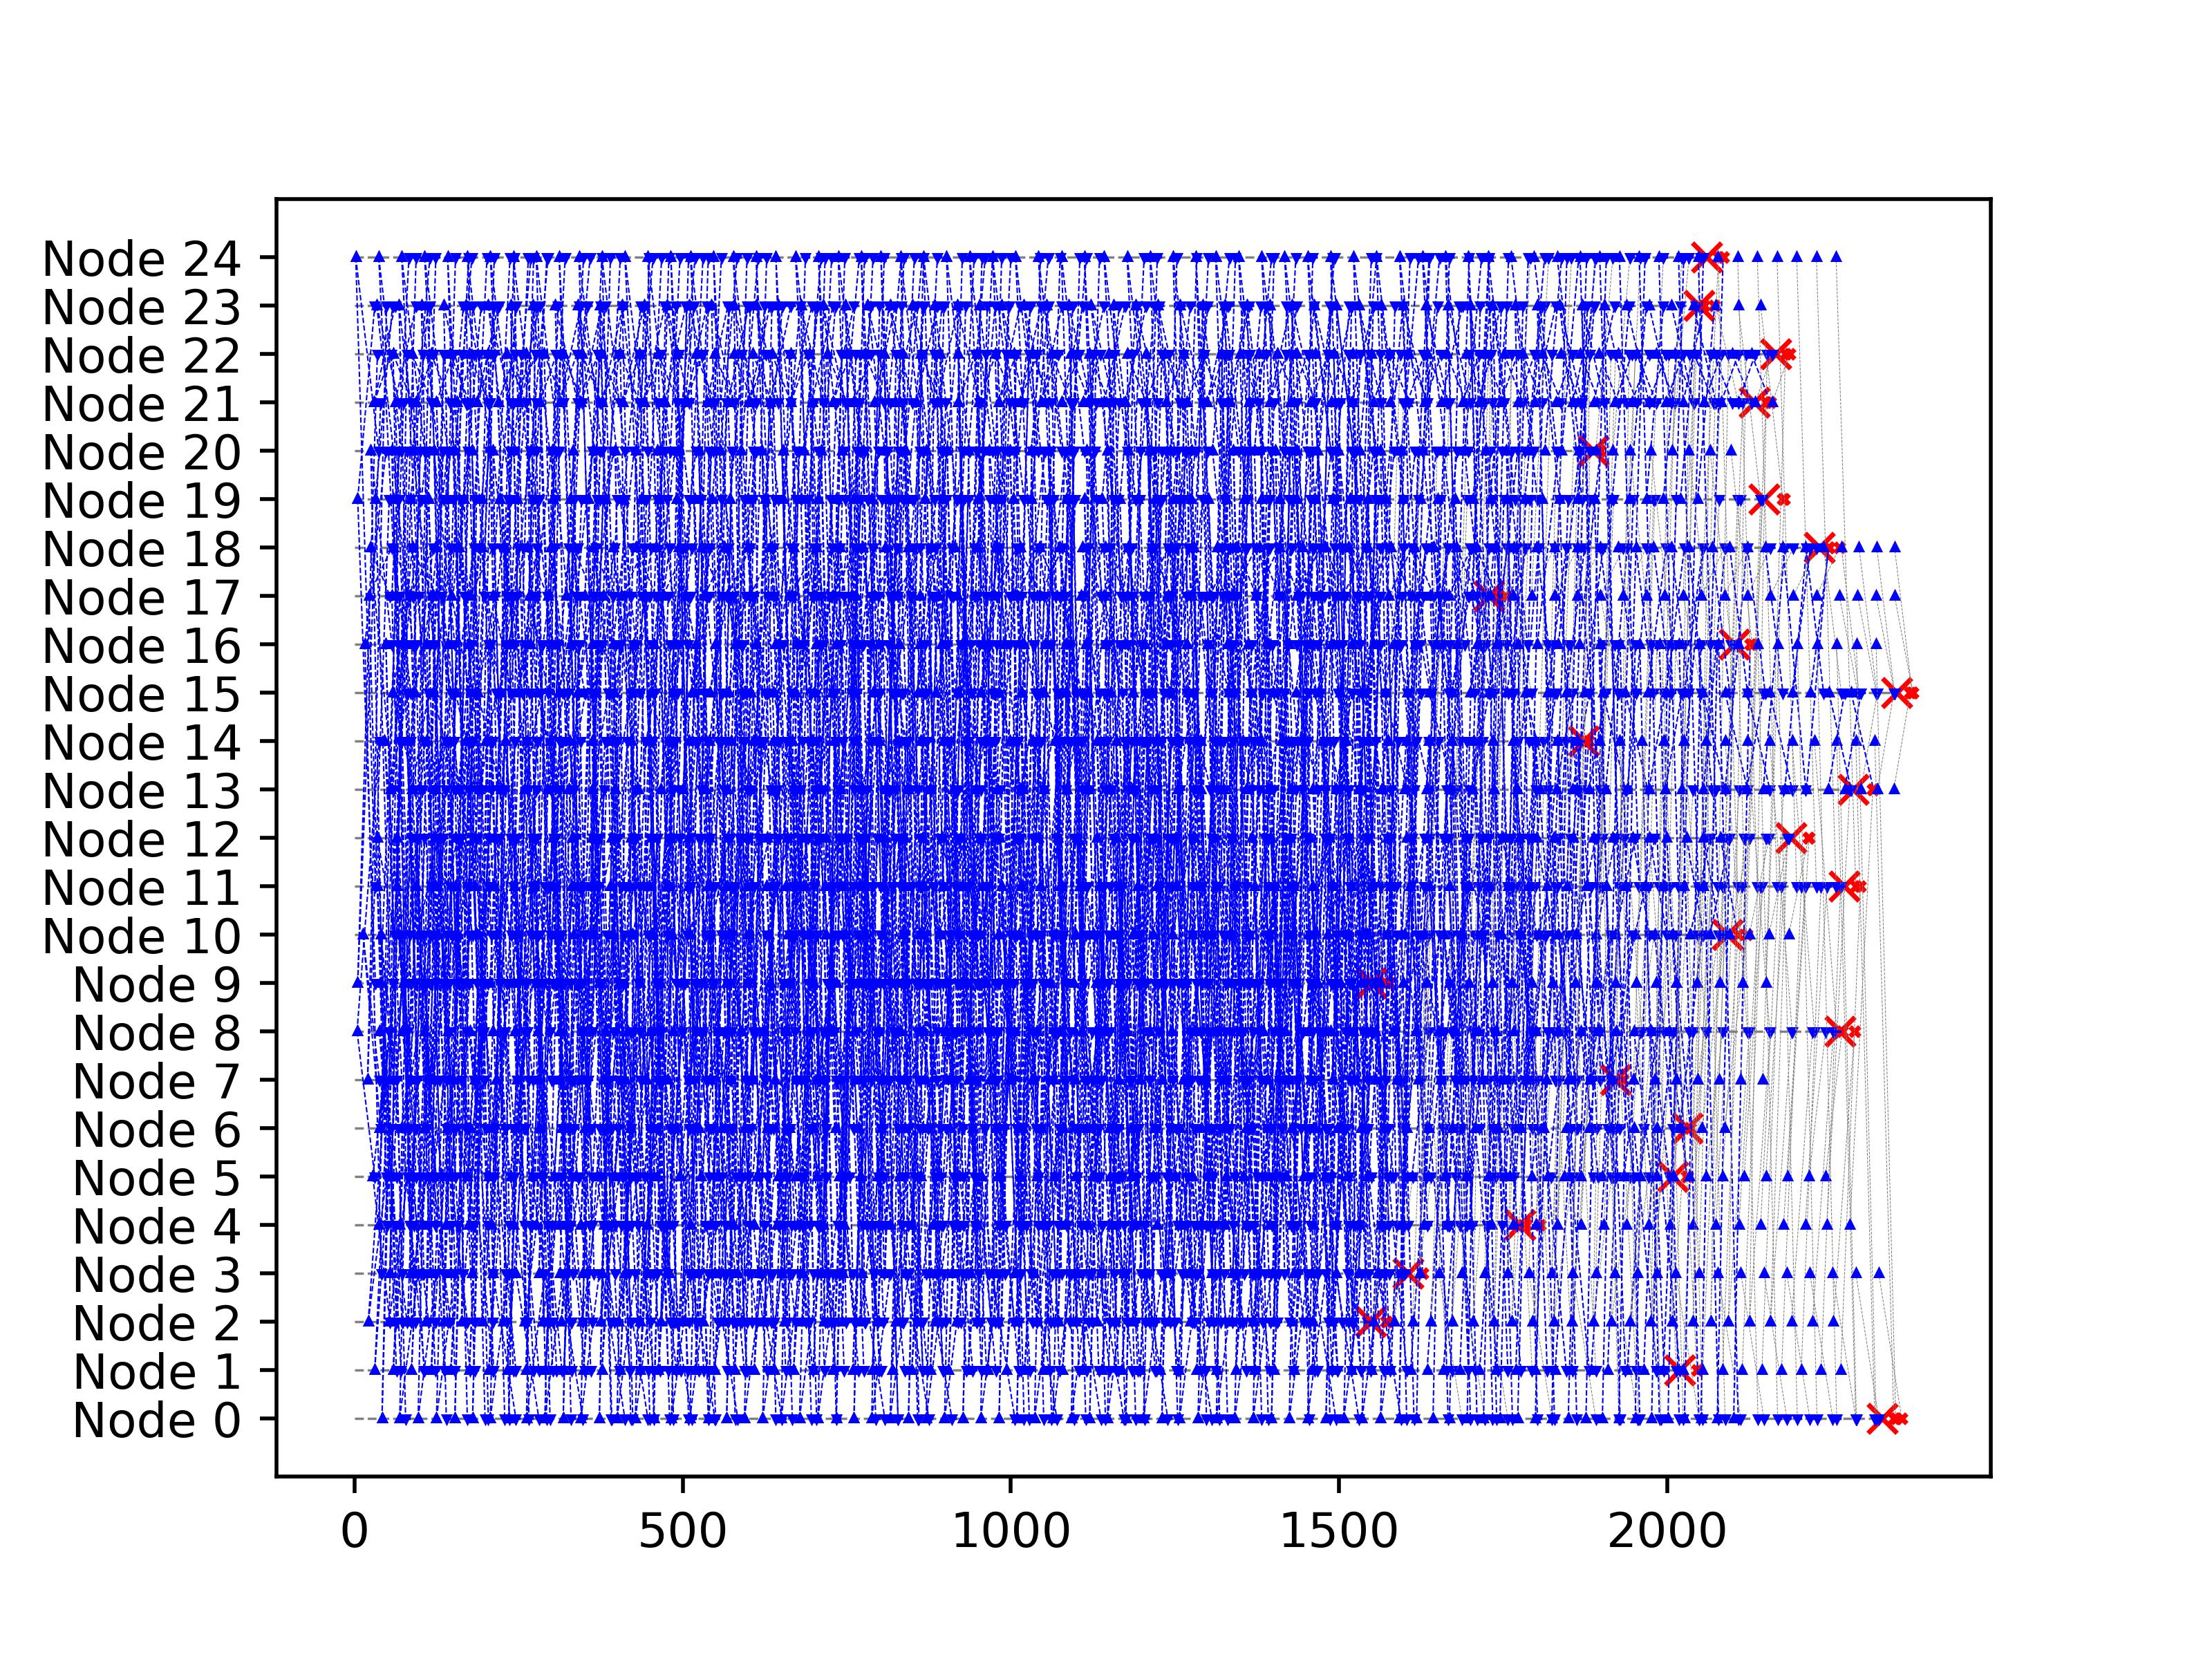 Node 24
Node 23
Node 22
Node 21
Node 20
Node 19
Node 18
Node 17
Node 16
Node 15
Node 14
Node 13
Node 12
Node 11
Node 10
Node 9
Node 8
Node 7
Node 6
Node 5
Node 4
Node 3
Node 2
Node 1
Node 0
0 500 1000 1500 2000